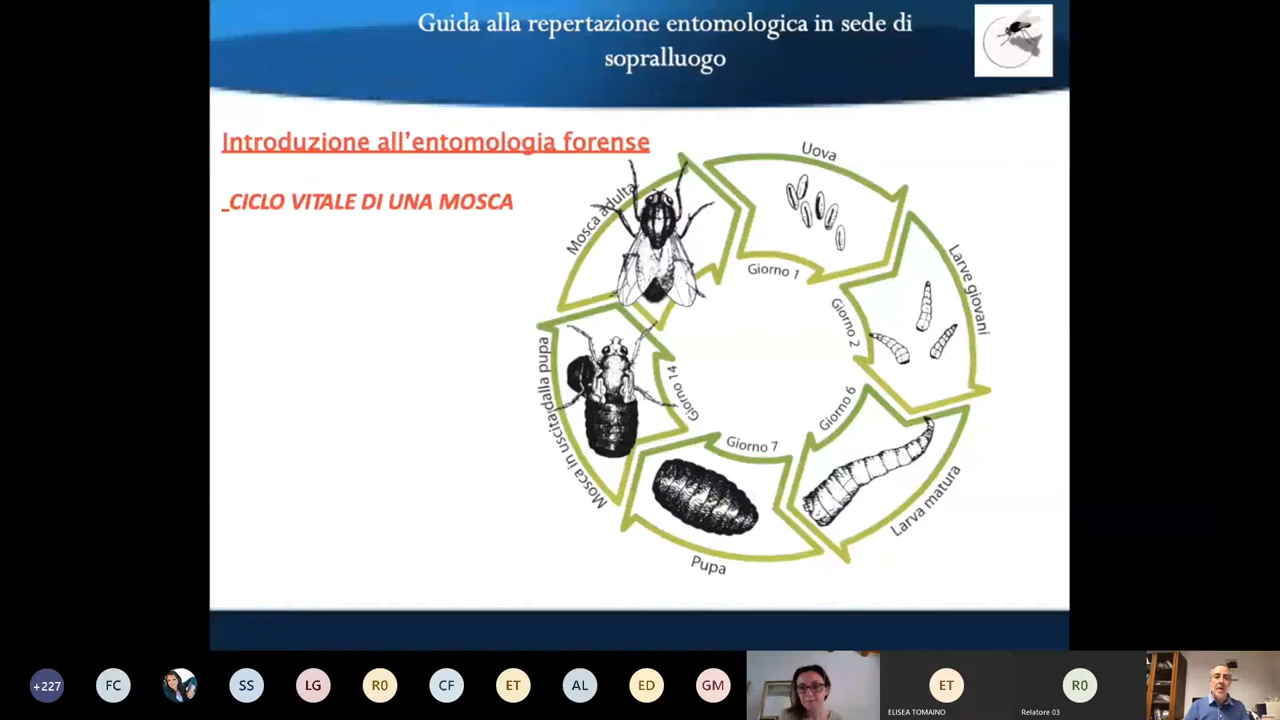 Guida alla repertazione entomologica in sede di
sopralluogo
Introduzione all'entomologia forense
_CICLO VITALE DI UNA MOSCA
Uova
Giorno 1
Larve giovani
Giorno 2
Larva matura
Giorno 6
Pupa
Giorno 7
Mosca in uscita dalla pupa
Giorno 14
Mosca adulta
+227
FC
SS
LG
R0
CF
ET
AL
ED
GM
ET
ELISEA TOMAINO
R0
Relatore 03